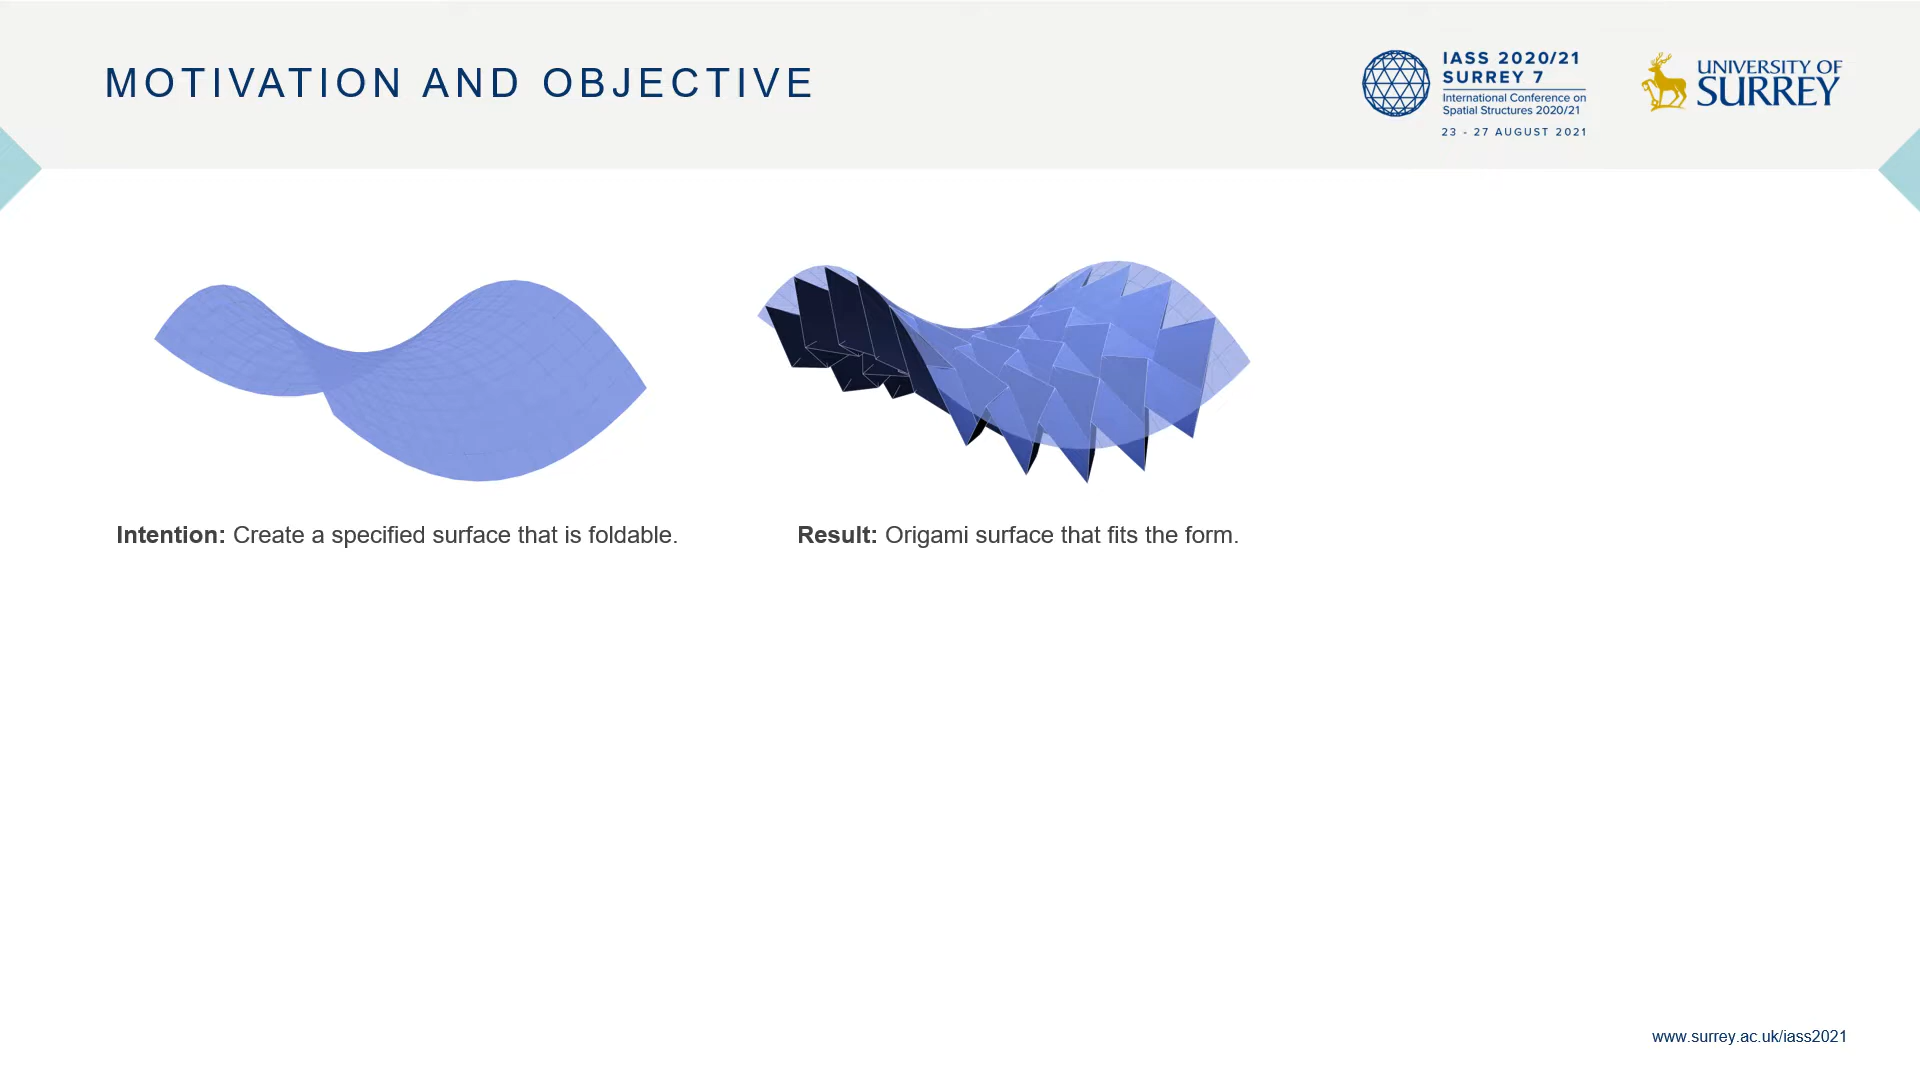 MOTIVATION AND OBJECTIVE
IASS 2020/21
SURREY 7
International Conference on
Spatial Structures 2020/21
23 - 27 AUGUST 2021
UNIVERSITY OF
SURREY
Intention: Create a specified surface that is foldable.
Result: Origami surface that fits the form.
www.surrey.ac.uk/iass2021